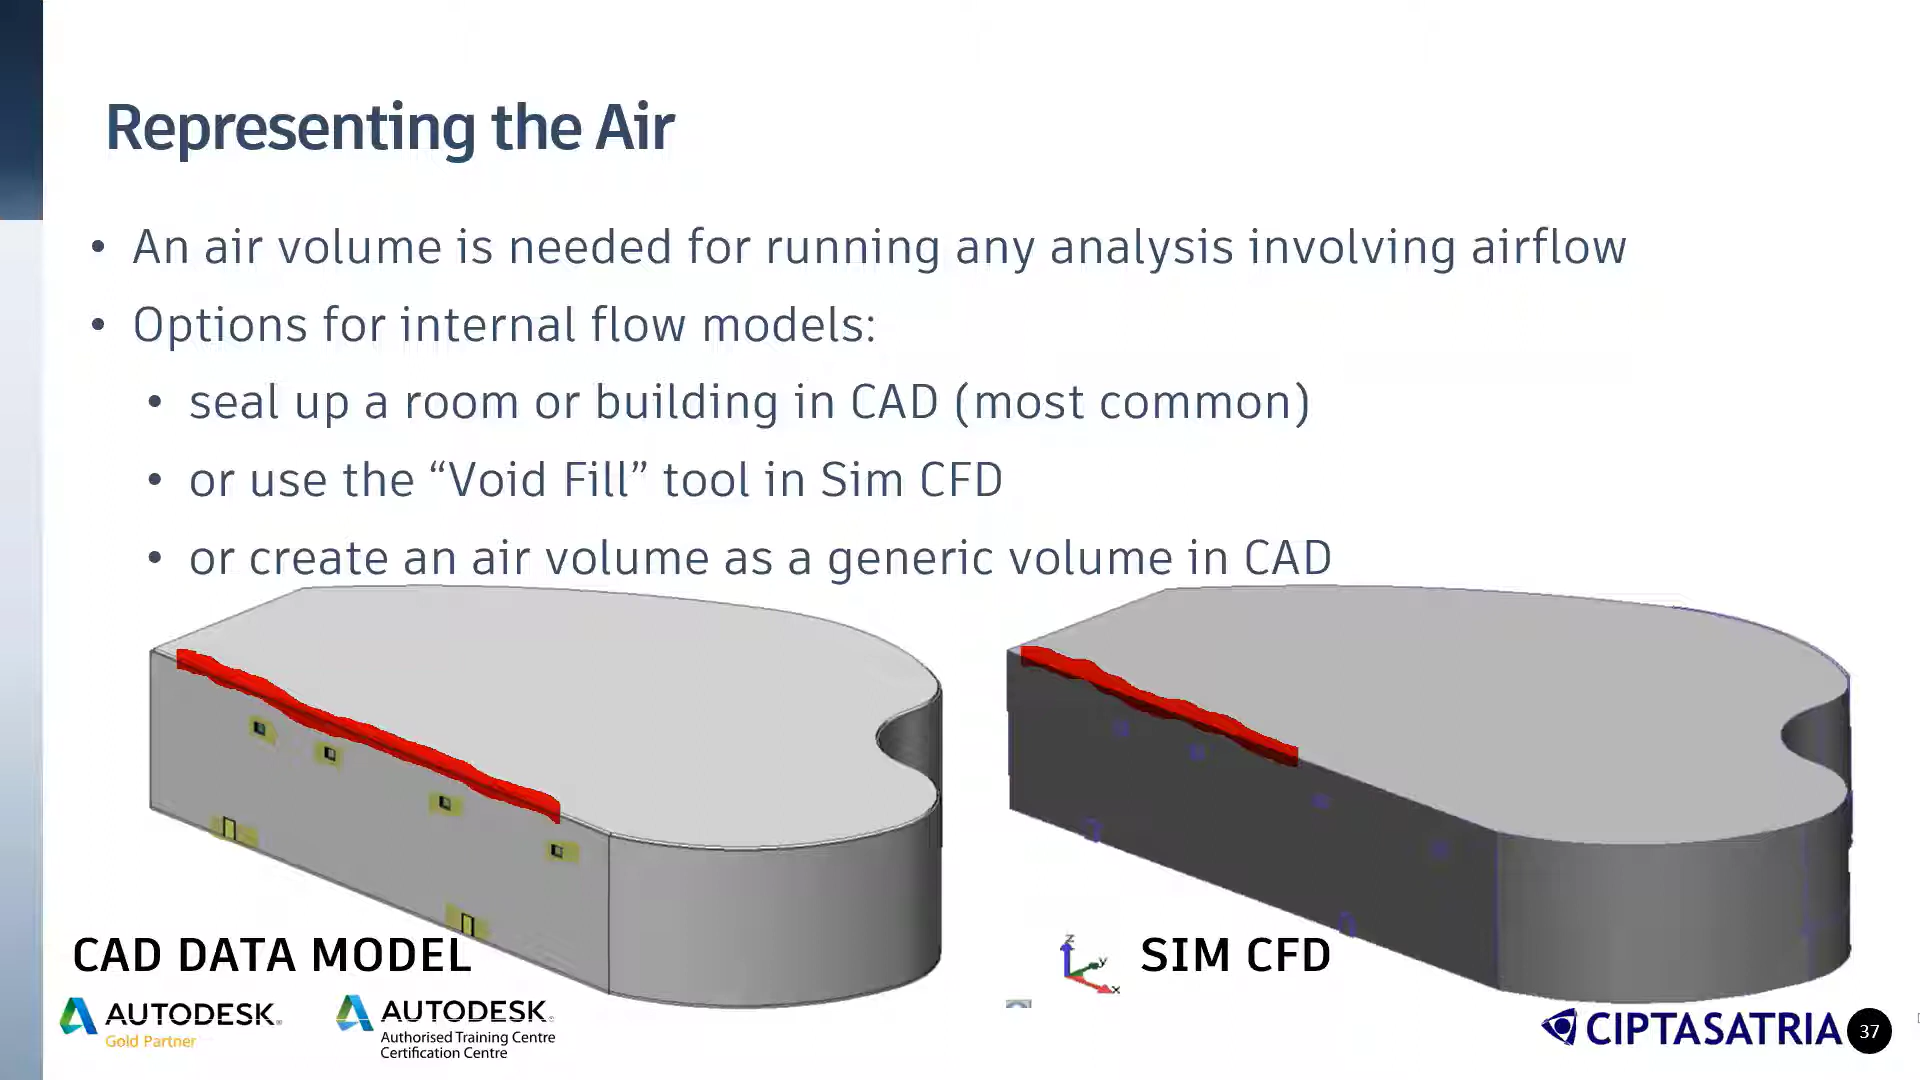 Representing the Air
• An air volume is needed for running any analysis involving airflow
• Options for internal flow models:
• seal up a room or building in CAD (most common)
• or use the “Void Fill” tool in Sim CFD
• or create an air volume as a generic volume in CAD
CAD DATA MODEL
SIM CFD
z
y
x
AUTODESK.
Gold Partner
AUTODESK.
Authorised Training Centre
Certification Centre
CIPTASATRIA
37